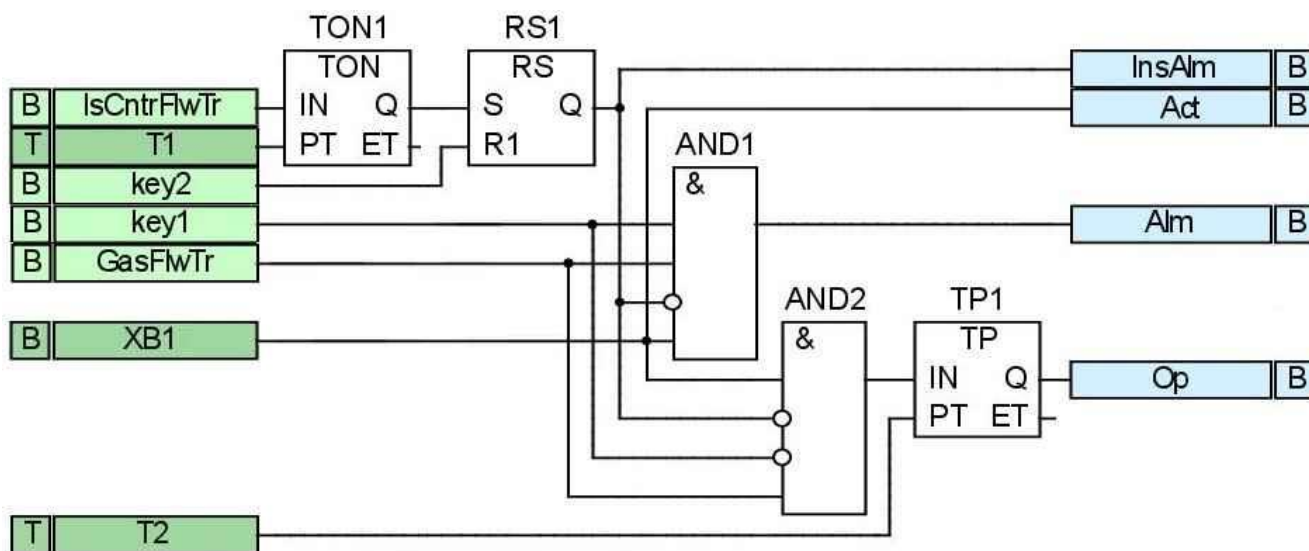 TON1 RS1
TON RS InsAlm B
B IsCntrFlwTr IN Q S Q Act B
B T T1 PT ET R1 AND1
B key2 &
B key1 Alm B
B GasFlwTr
AND2 TP1
B XB1 & TP
IN Q Op B
PT ET
T T2